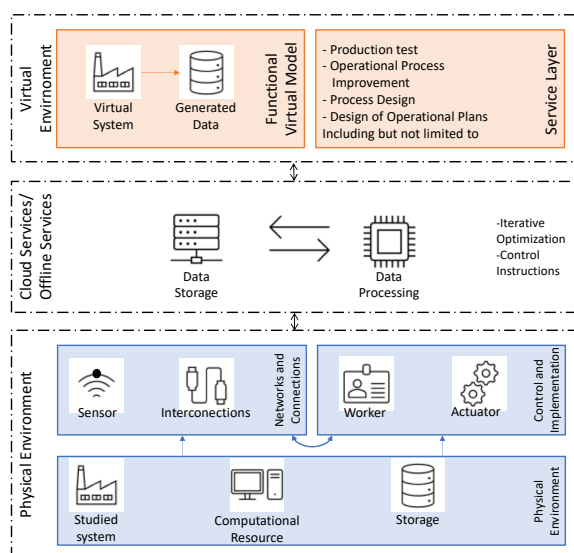 Virtual
Envirnoment
Virtual
System
Generated
Data
Functional
Virtual Model
- Production test
- Operational Process
Improvement
- Process Design
- Design of Operational Plans
Including but not limited to
Service Layer
Cloud Services/
Offline Services
Data
Storage
Data
Processing
-Iterative
Optimization
-Control
Instructions
Physical Environment
Sensor
Interconections
Networks and
Connections
Worker
Actuator
Control and
Implementation
Studied
system
Computational
Resource
Storage
Physical
Environment